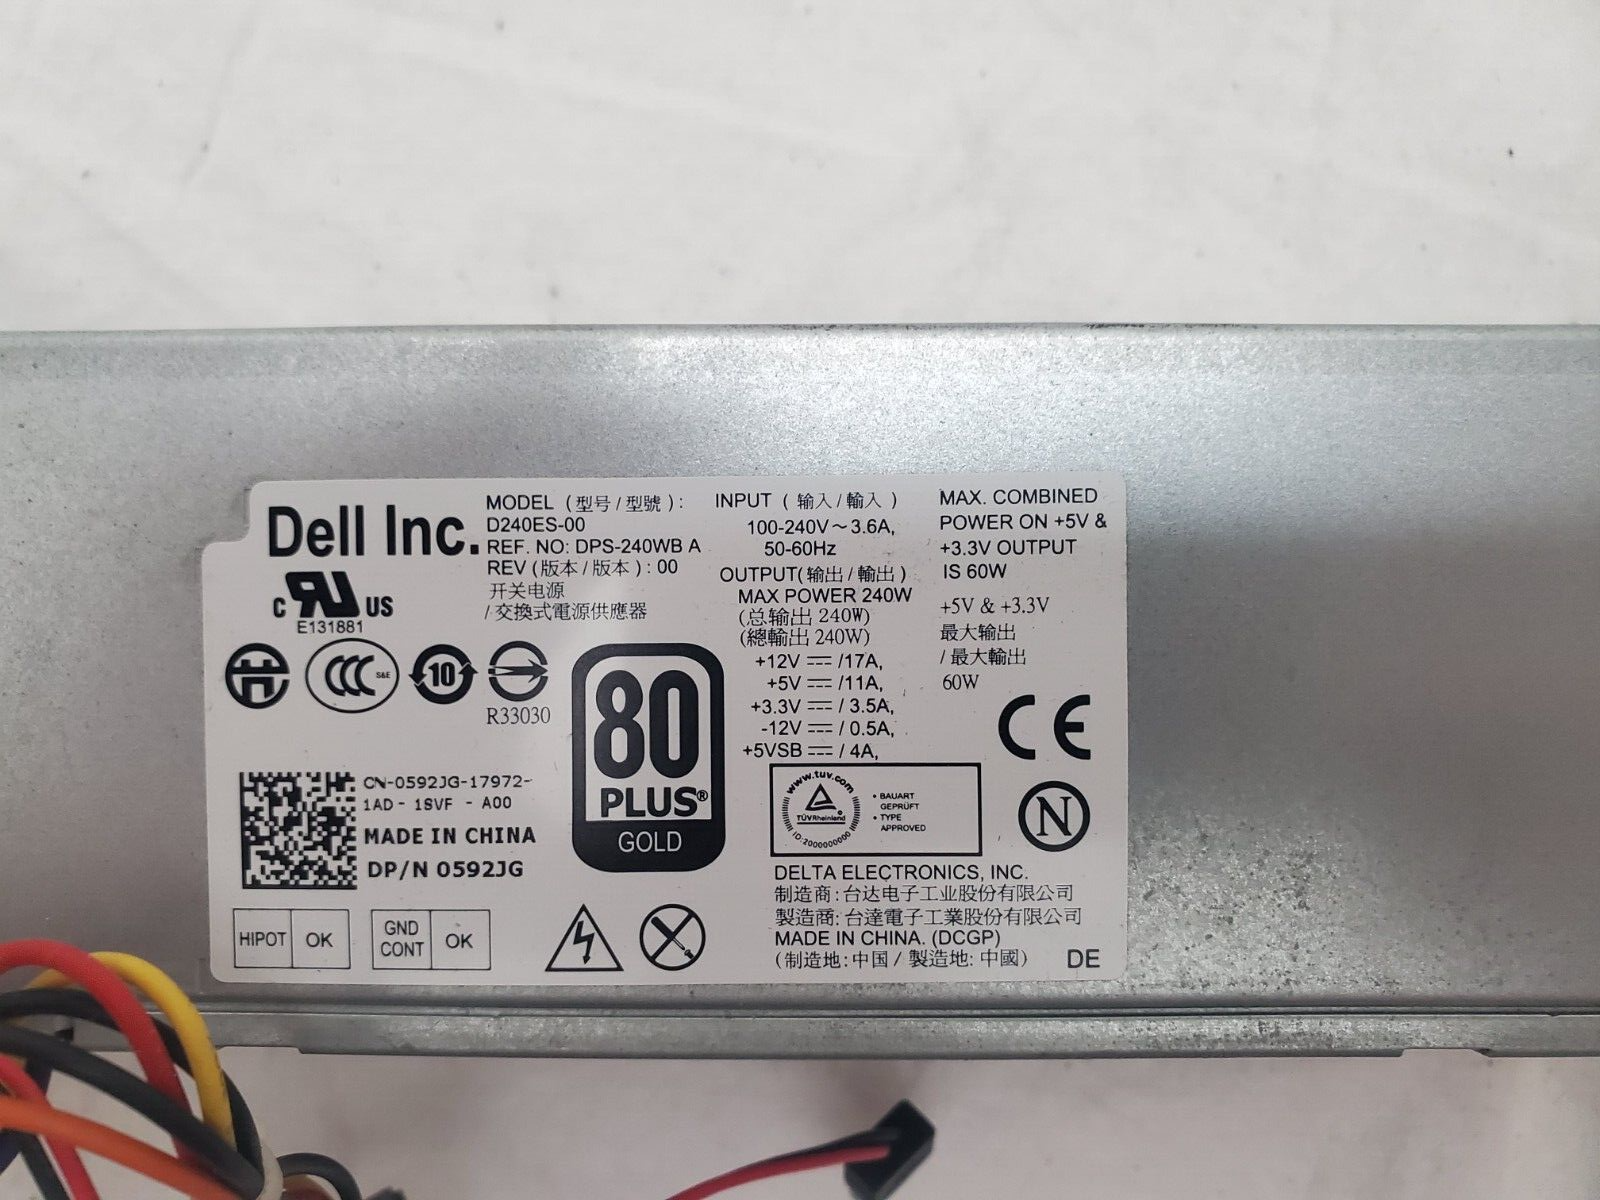 Dell Inc.
MODEL (型号/型號):
D240ES-00
REF. NO: DPS-240WB A
REV (版本/版本): 00
开关电源
/交換式電源供應器
C UR US
E131881
CCC S&E
10
R33030
80
PLUS®
GOLD
INPUT (输入/輸入)
100-240V~3.6A,
50-60Hz
OUTPUT(输出/輸出)
MAX POWER 240W
(总输出 240W)
(總輸出 240W)
+12V ⎓ /17A,
+5V ⎓ /11A,
+3.3V ⎓ / 3.5A,
-12V ⎓ / 0.5A,
+5VSB ⎓ / 4A,
MAX. COMBINED
POWER ON +5V &
+3.3V OUTPUT
IS 60W
+5V & +3.3V
最大输出
/ 最大輸出
60W
CE
N
www.tuv.com
TÜVRheinland
ID:2000000000
• BAUART
GEPRÜFT
• TYPE
APPROVED
CN-0592JG-17972-
1AD - 1SVF - A00
MADE IN CHINA
DP/N 0592JG
HIPOT OK
GND
CONT OK
DELTA ELECTRONICS, INC.
制造商:台达电子工业股份有限公司
製造商:台達電子工業股份有限公司
MADE IN CHINA. (DCGP)
(制造地:中国 / 製造地: 中國)
DE